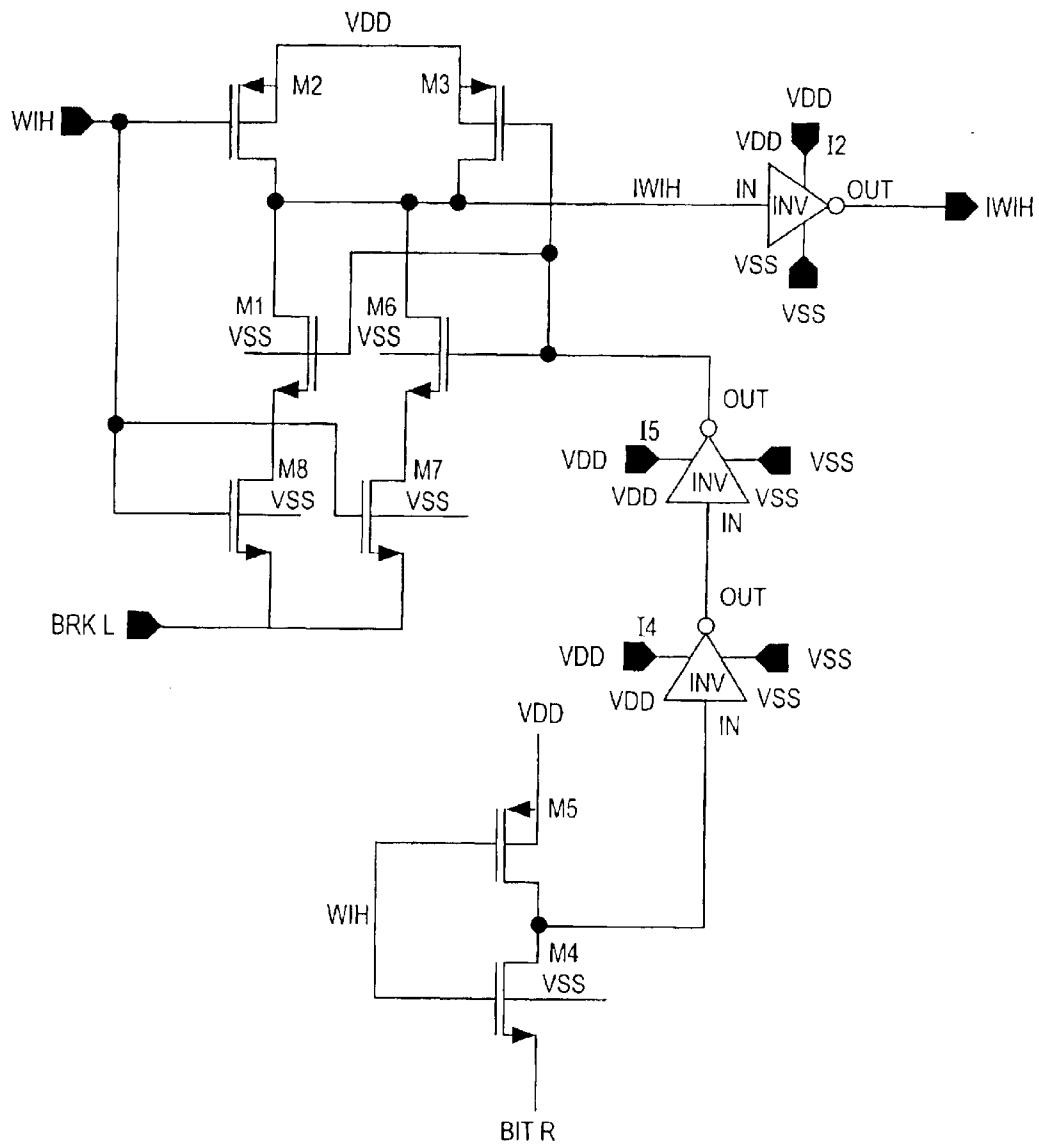 VDD
M2 M3
WIH
VDD
VDD I2
IWIH IN INV OUT IWIH
VSS
VSS
M1 M6
VSS VSS
OUT
I5
VDD VSS
VDD INV VSS
IN
M8 M7
VSS VSS
BRK L
OUT
I4
VDD VSS
VDD INV VSS
IN
VDD
M5
WIH
M4
VSS
BIT R